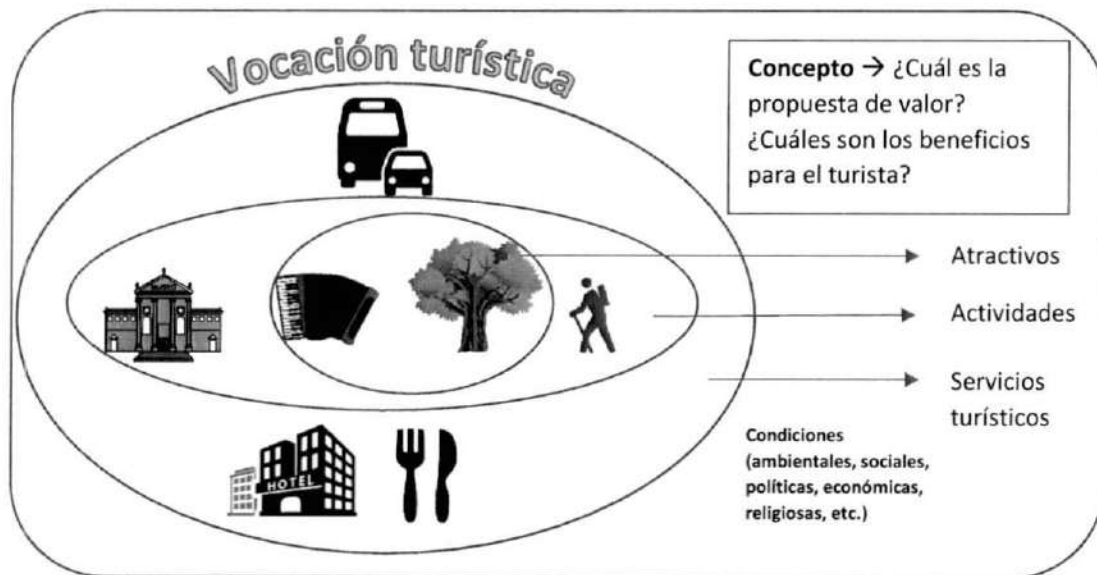 Vocación turística
Concepto → ¿Cuál es la
propuesta de valor?
¿Cuáles son los beneficios
para el turista?
Atractivos
Actividades
Servicios
turísticos
Condiciones
(ambientales, sociales,
políticas, económicas,
religiosas, etc.)
HOTEL